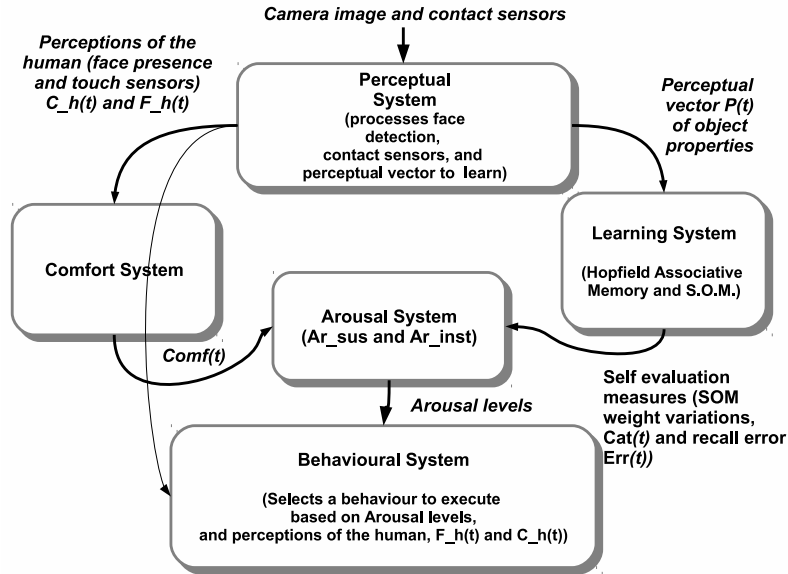 Camera image and contact sensors
Perceptions of the
human (face presence
and touch sensors)
C_h(t) and F_h(t)
Perceptual
System
(processes face
detection,
contact sensors, and
perceptual vector to learn)
Perceptual
vector P(t)
of object
properties
Comfort System
Learning System
(Hopfield Associative
Memory and S.O.M.)
Arousal System
(Ar_sus and Ar_inst)
Comf(t)
Self evaluation
measures (SOM
weight variations,
Cat(t) and recall error
Err(t))
Arousal levels
Behavioural System
(Selects a behaviour to execute
based on Arousal levels,
and perceptions of the human, F_h(t) and C_h(t))